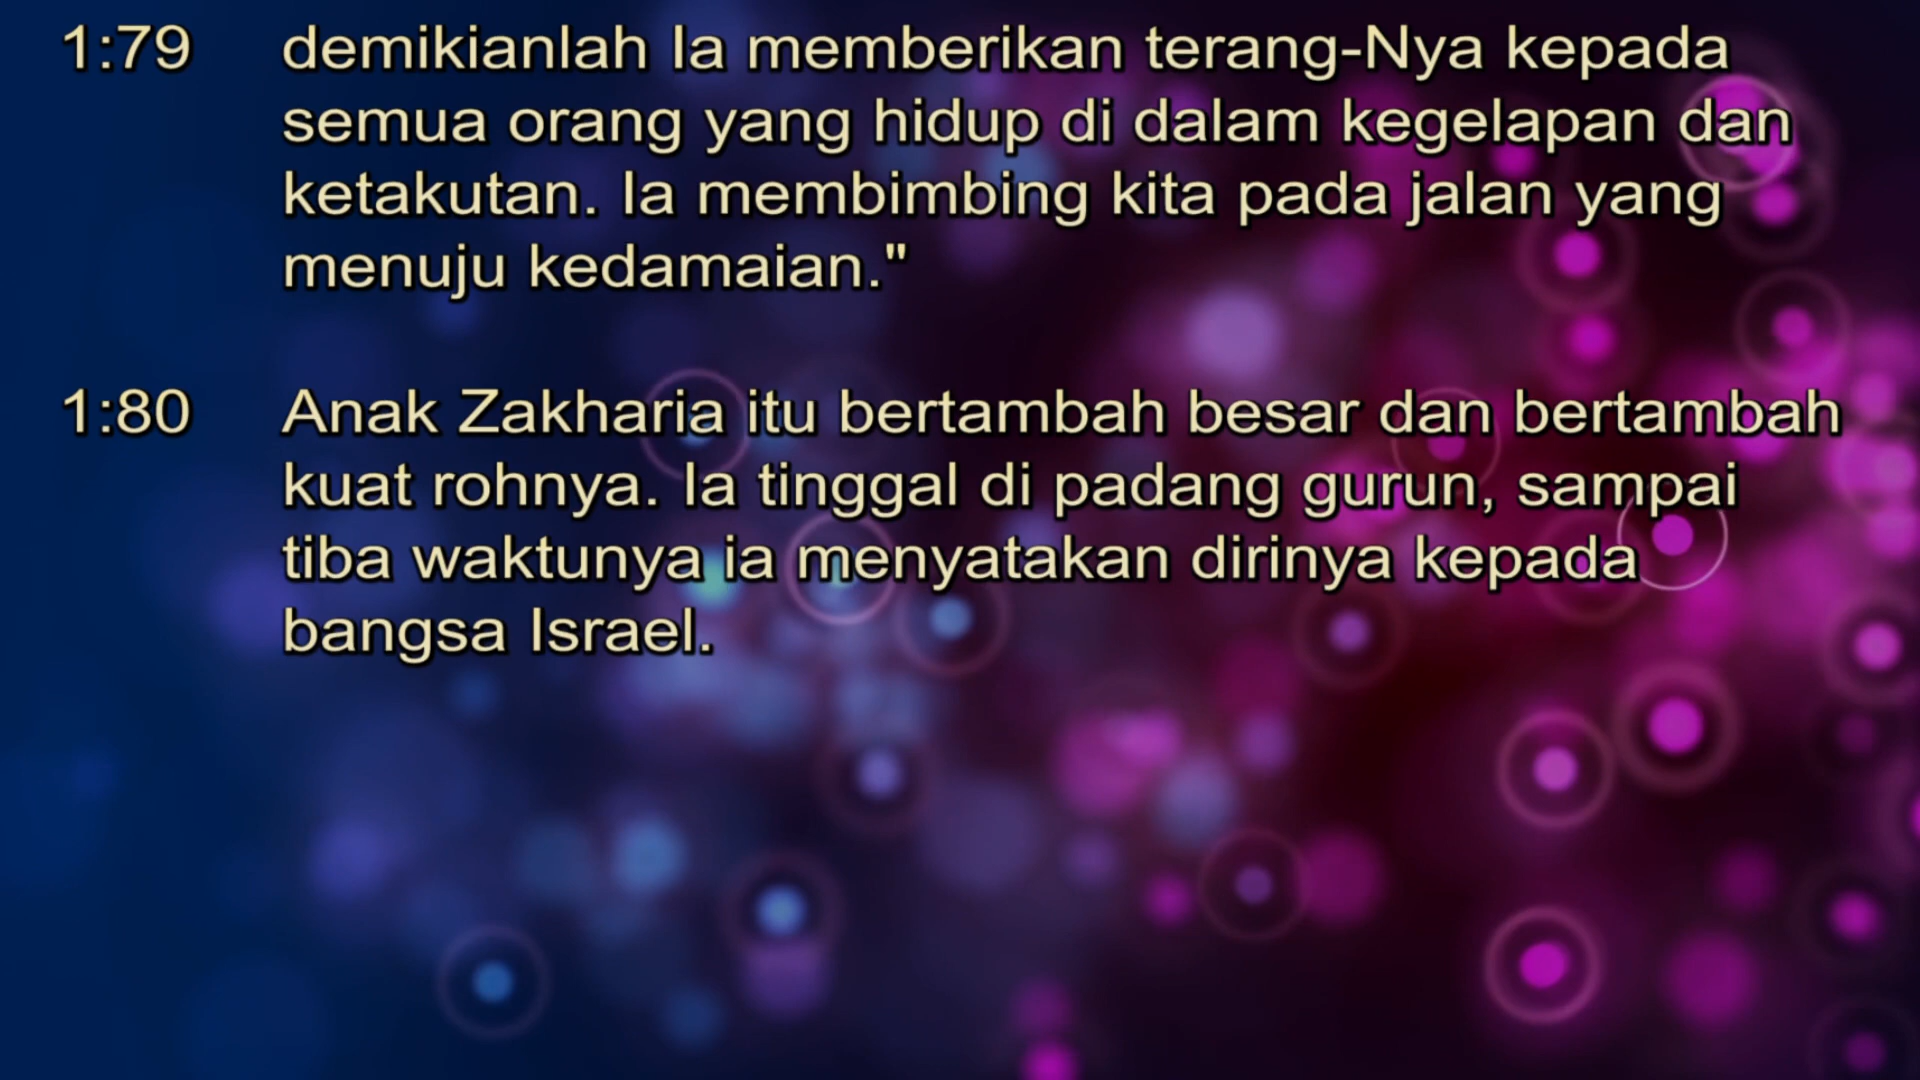 1:79 demikianlah Ia memberikan terang-Nya kepada
semua orang yang hidup di dalam kegelapan dan
ketakutan. Ia membimbing kita pada jalan yang
menuju kedamaian."
1:80 Anak Zakharia itu bertambah besar dan bertambah
kuat rohnya. Ia tinggal di padang gurun, sampai
tiba waktunya ia menyatakan dirinya kepada
bangsa Israel.